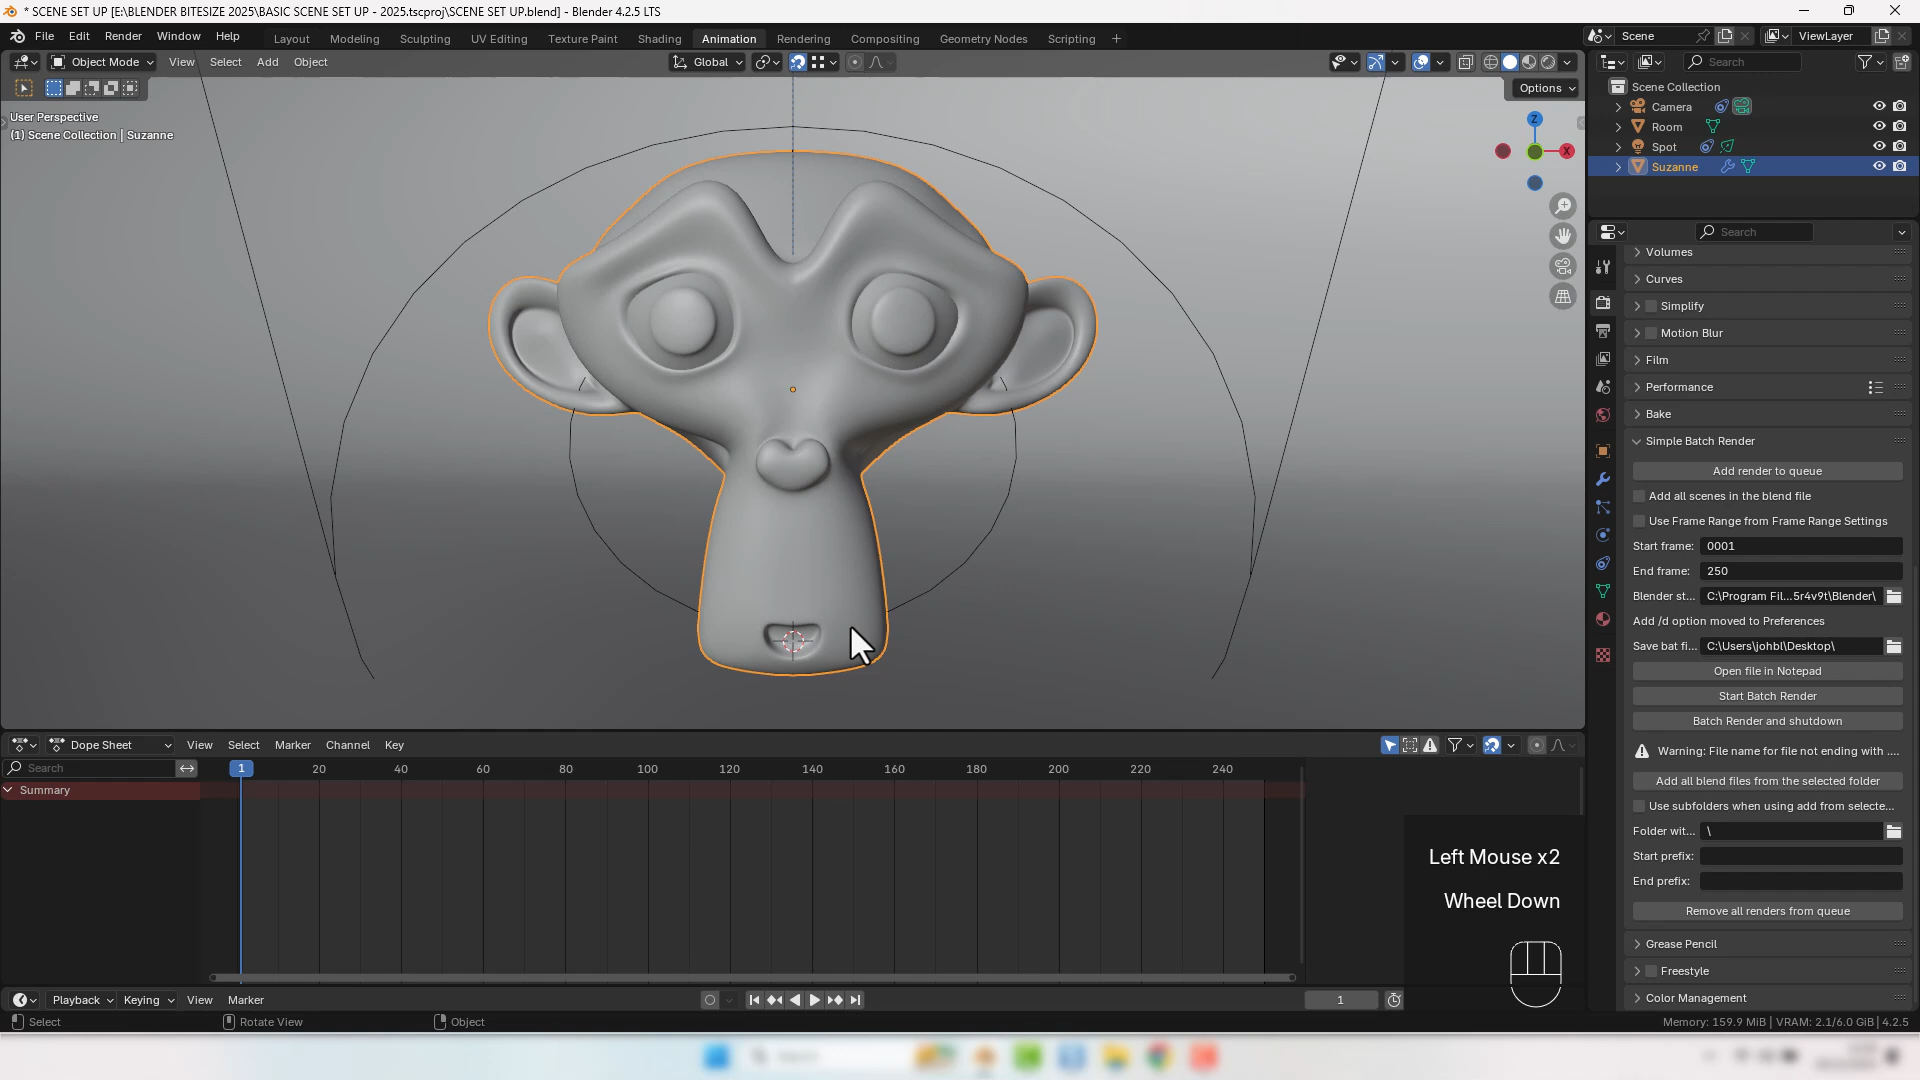 * SCENE SET UP [E:\BLENDER BITESIZE 2025\BASIC SCENE SET UP - 2025.tscproj\SCENE SET UP.blend] - Blender 4.2.5 LTS
File Edit Render Window Help Layout Modeling Sculpting UV Editing Texture Paint Shading Animation Rendering Compositing Geometry Nodes Scripting + Scene ViewLayer
Object Mode View Select Add Object Global Search
Options
User Perspective
(1) Scene Collection | Suzanne
Z
X
Scene Collection
Camera
Room
Spot
Suzanne
Search
Volumes
Curves
Simplify
Motion Blur
Film
Performance
Bake
Simple Batch Render
Add render to queue
Add all scenes in the blend file
Use Frame Range from Frame Range Settings
Start frame: 0001
End frame: 250
Blender st... C:\Program Fil...5r4v9t\Blender\
Add /d option moved to Preferences
Save bat fi... C:\Users\johbl\Desktop\
Open file in Notepad
Start Batch Render
Batch Render and shutdown
Warning: File name for file not ending with ....
Add all blend files from the selected folder
Use subfolders when using add from selecte...
Folder wit... \
Start prefix:
End prefix:
Remove all renders from queue
Grease Pencil
Freestyle
Color Management
Dope Sheet View Select Marker Channel Key
Search 1 20 40 60 80 100 120 140 160 180 200 220 240
Summary
Left Mouse x2
Wheel Down
Playback Keying View Marker 1
Select Rotate View Object Memory: 159.9 MiB | VRAM: 2.1/6.0 GiB | 4.2.5
Search